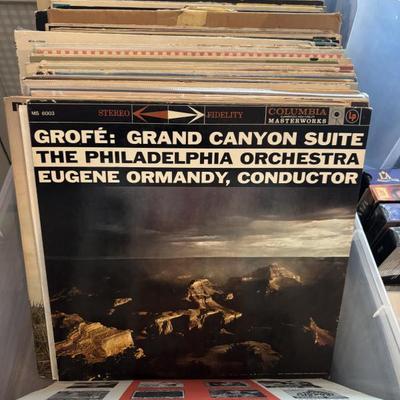 MS 6003
STEREO FIDELITY
COLUMBIA
MASTERWORKS
GROFÉ: GRAND CANYON SUITE
THE PHILADELPHIA ORCHESTRA
EUGENE ORMANDY, CONDUCTOR